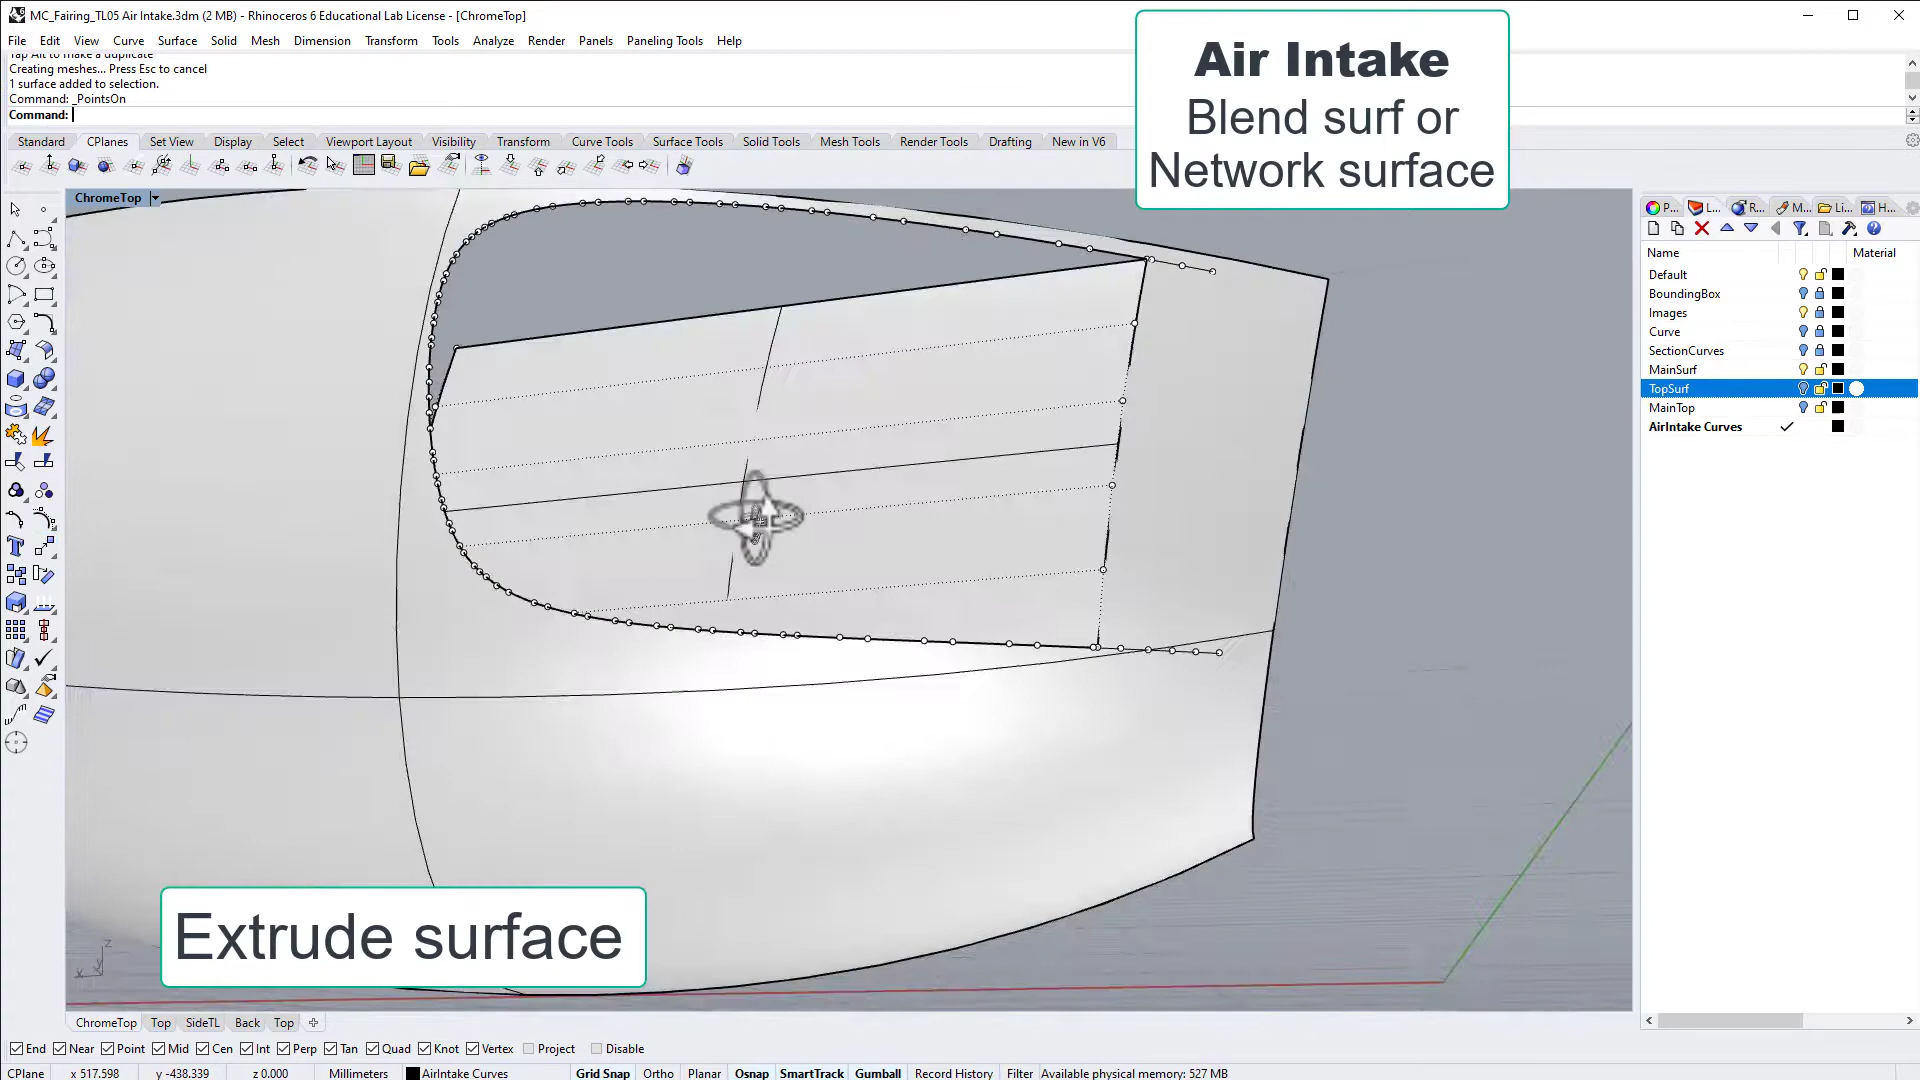 MC_Fairing_TL05 Air Intake.3dm (2 MB) - Rhinoceros 6 Educational Lab License - [ChromeTop]
File Edit View Curve Surface Solid Mesh Dimension Transform Tools Analyze Render Panels Paneling Tools Help
Tap Alt to make a duplicate
Creating meshes... Press Esc to cancel
1 surface added to selection.
Command: _PointsOn
Command:
Standard CPlanes Set View Display Select Viewport Layout Visibility Transform Curve Tools Surface Tools Solid Tools Mesh Tools Render Tools Drafting New in V6
Air Intake
Blend surf or
Network surface
ChromeTop
P... L... R... M... Li... H...
Name Material
Default
BoundingBox
Images
Curve
SectionCurves
MainSurf
TopSurf
MainTop
AirIntake Curves
Extrude surface
z
x y
ChromeTop Top SideTL Back Top
End Near Point Mid Cen Int Perp Tan Quad Knot Vertex Project Disable
CPlane x 517.598 y -438.339 z 0.000 Millimeters AirIntake Curves Grid Snap Ortho Planar Osnap SmartTrack Gumball Record History Filter Available physical memory: 527 MB